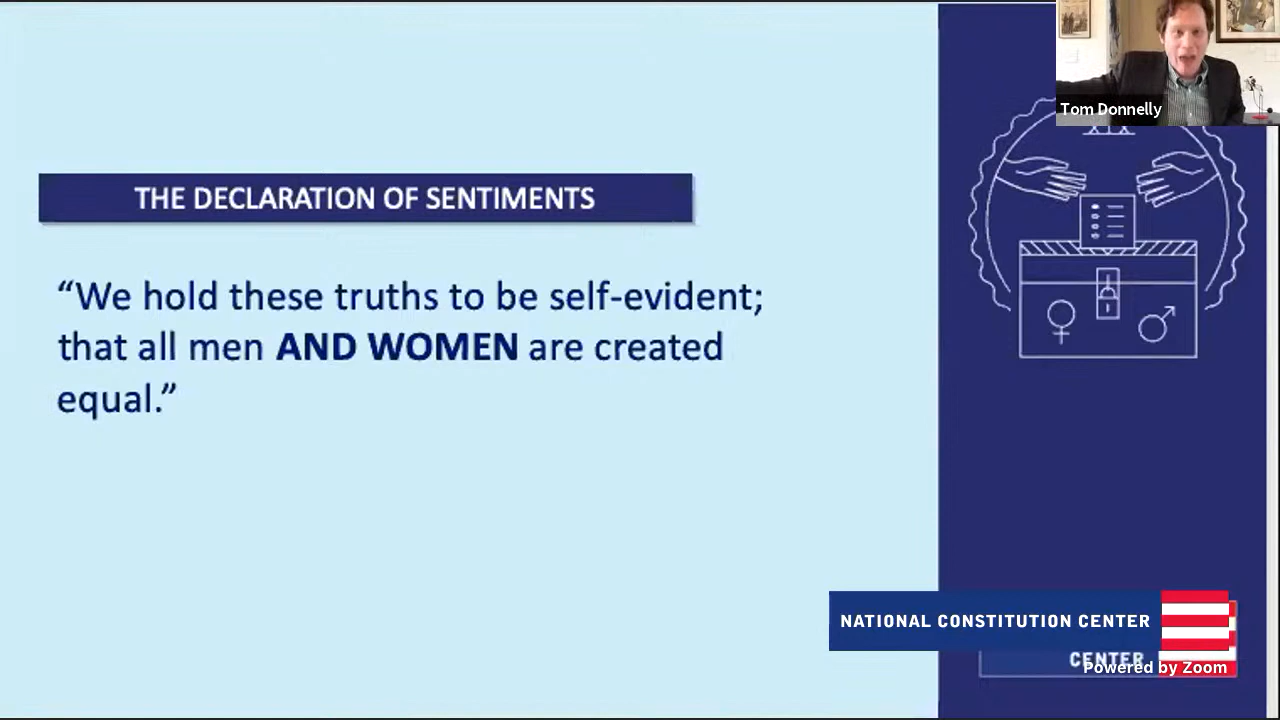 Tom Donnelly
XIX
THE DECLARATION OF SENTIMENTS
“We hold these truths to be self-evident;
that all men AND WOMEN are created
equal.”
NATIONAL CONSTITUTION CENTER
CENTER
Powered by Zoom